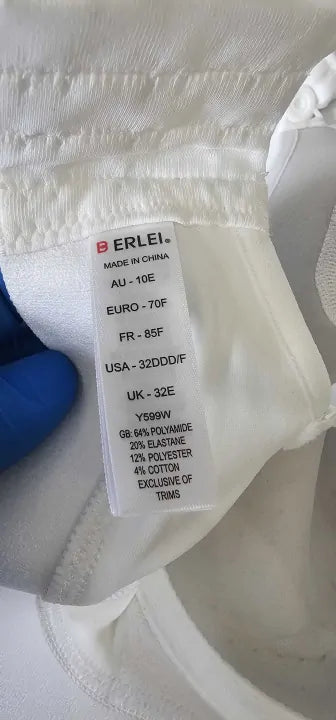 BERLEI®
MADE IN CHINA
AU - 10E
EURO - 70F
FR - 85F
USA - 32DDD/F
UK - 32E
Y599W
GB: 64% POLYAMIDE
20% ELASTANE
12% POLYESTER
4% COTTON
EXCLUSIVE OF
TRIMS